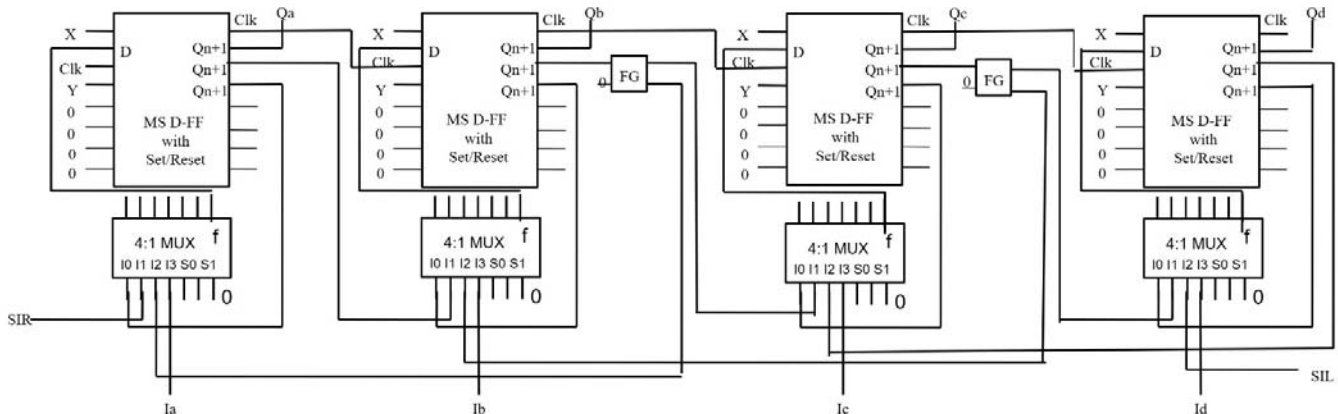 Clk Qa Clk Qb Clk Qc Clk Qd
X Qn+1 X Qn+1 X Qn+1 X Qn+1
D D D D
Clk Qn+1 Clk Qn+1 FG Clk Qn+1 FG Clk Qn+1
Y Qn+1 Y Qn+1 0 Y Qn+1 0 Y Qn+1
0 0 0 0
MS D-FF MS D-FF MS D-FF MS D-FF
0 0 0 0
with with with with
0 0 0 0
Set/Reset Set/Reset Set/Reset Set/Reset
0 0 0 0
f f f f
4:1 MUX 4:1 MUX 4:1 MUX 4:1 MUX
I0 I1 I2 I3 S0 S1 I0 I1 I2 I3 S0 S1 I0 I1 I2 I3 S0 S1 I0 I1 I2 I3 S0 S1
0 0 0 0
SIR
SIL
Ia Ib Ic Id